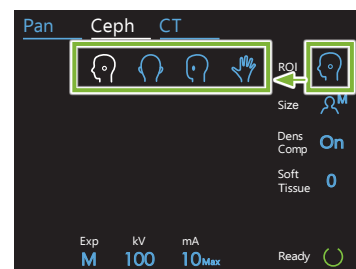 Pan Ceph CT
ROI
Size M
Dens Comp On
Soft Tissue 0
Exp kV mA
M 100 10Max
Ready